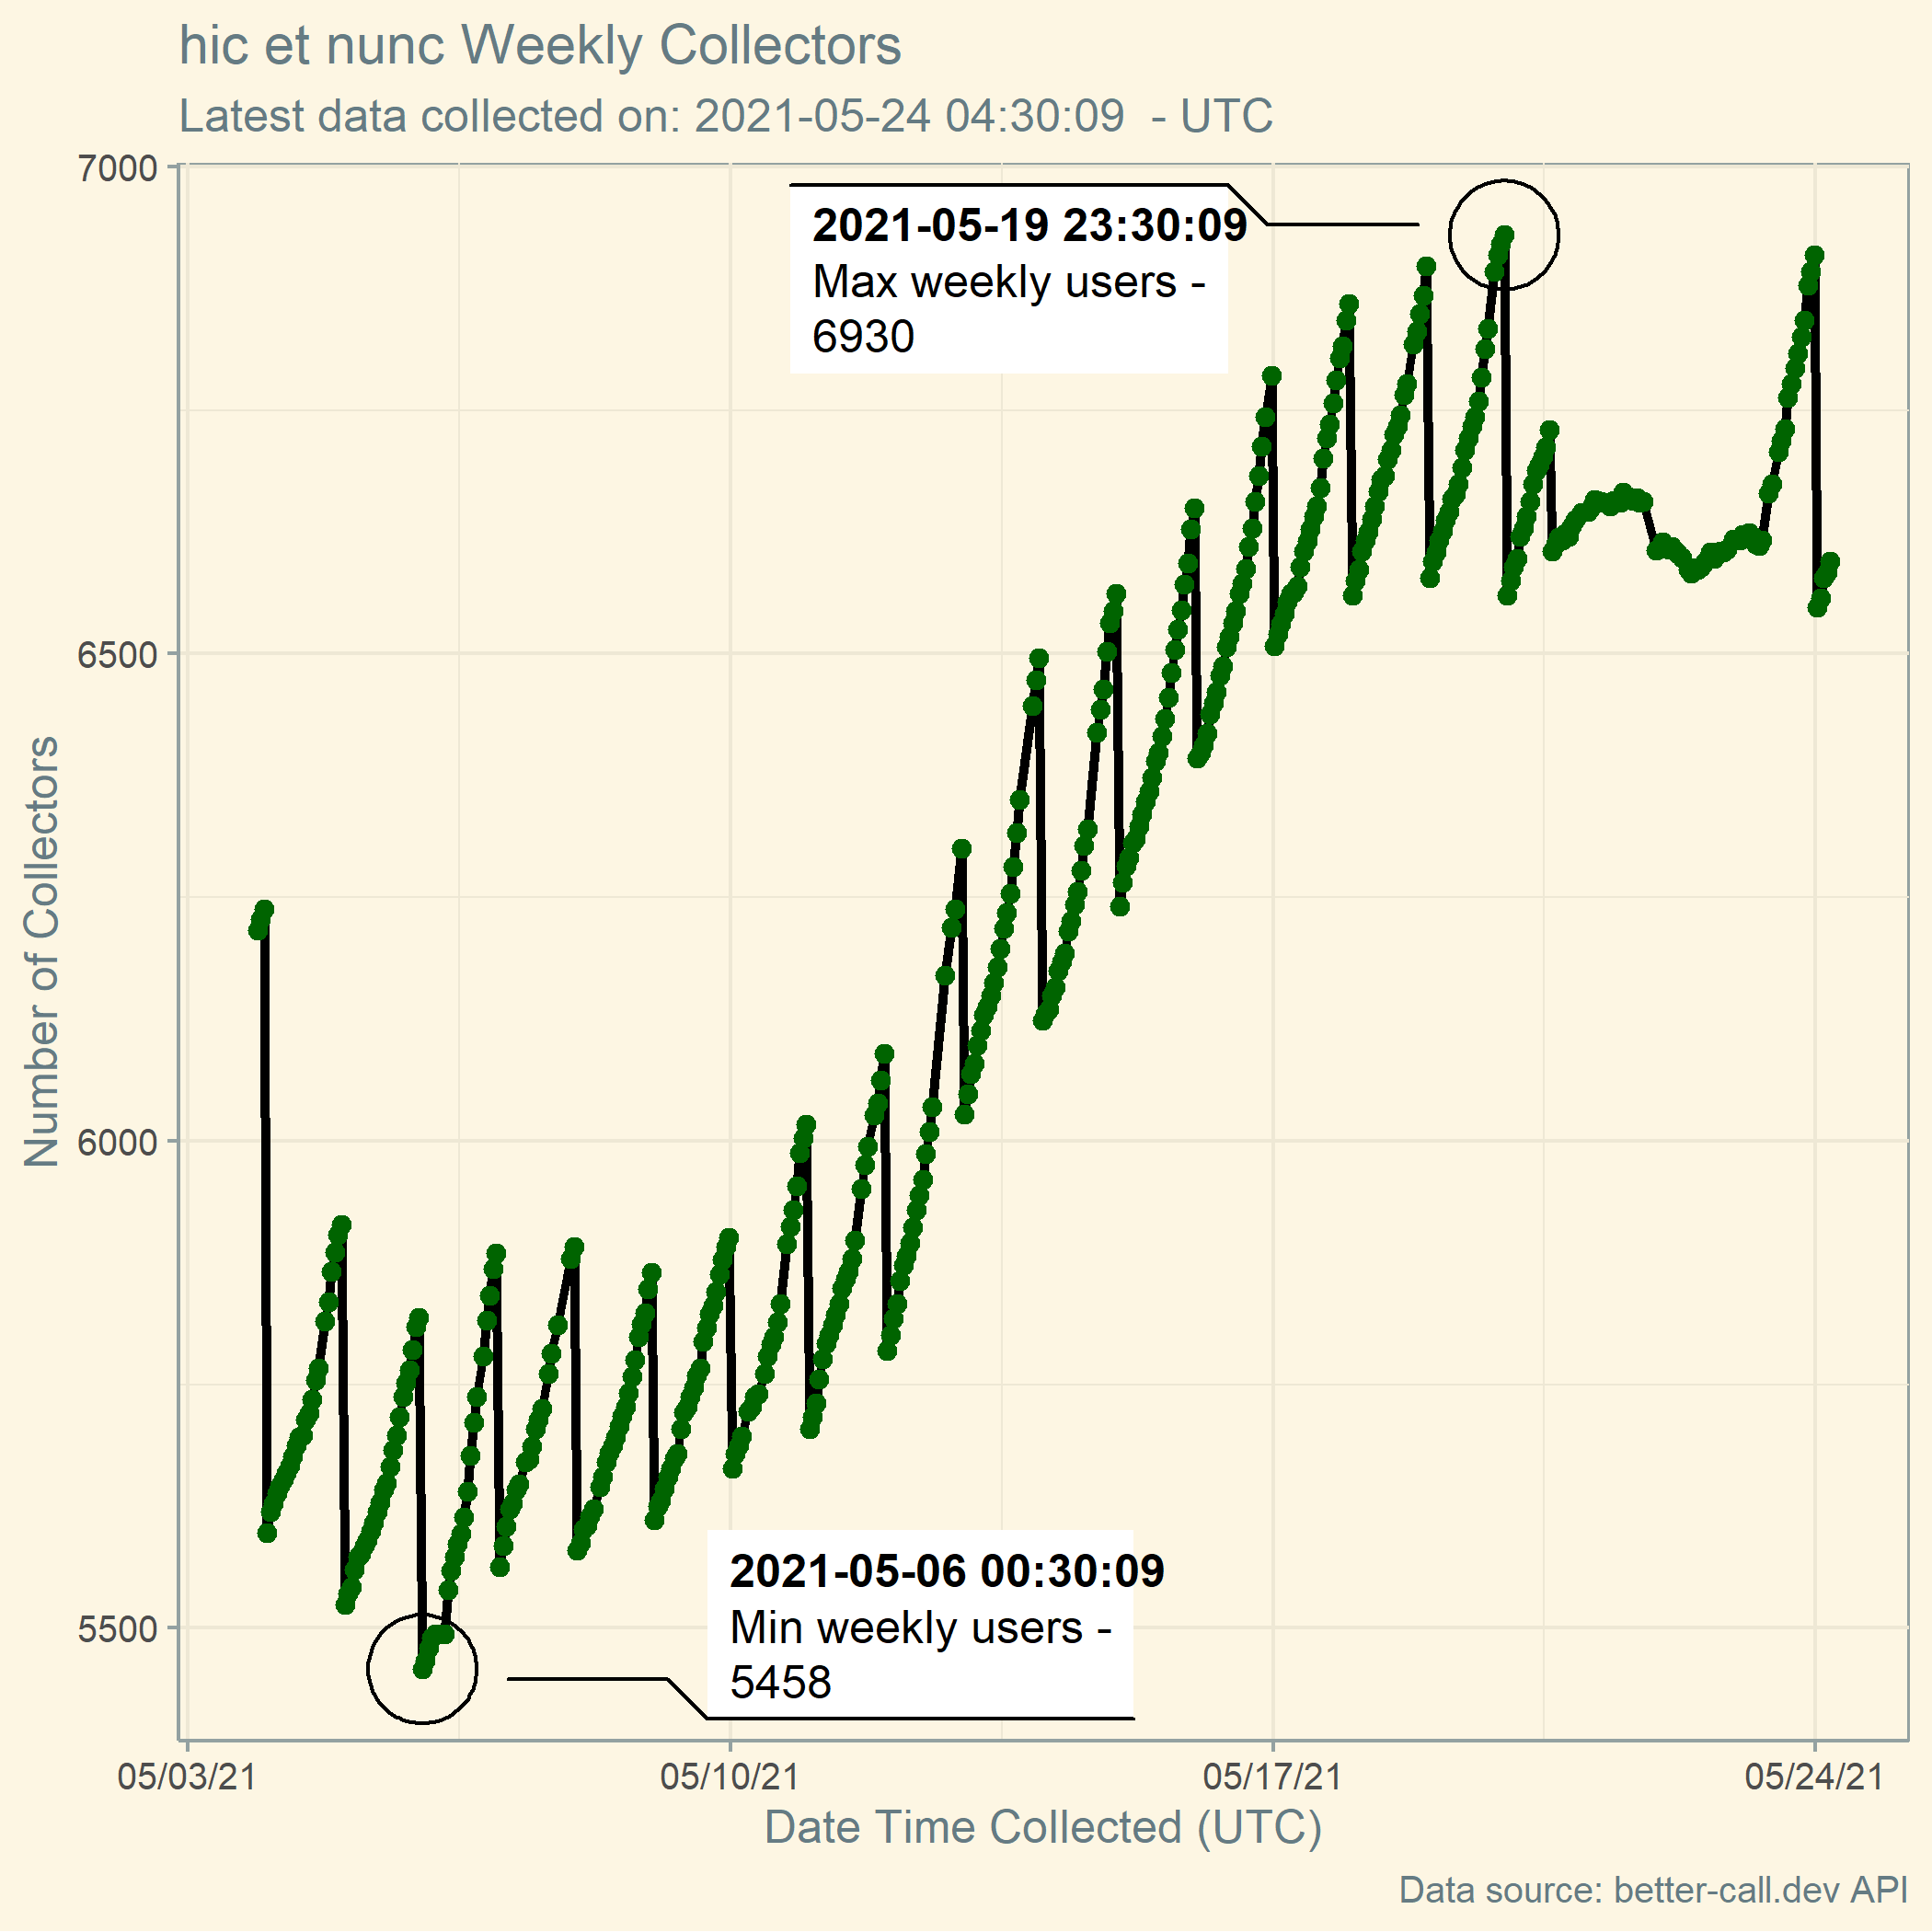 hic et nunc Weekly Collectors
Latest data collected on: 2021-05-24 04:30:09  - UTC
7000
2021-05-19 23:30:09
Max weekly users -
6930
6500
Number of Collectors
6000
2021-05-06 00:30:09
Min weekly users -
5458
5500
05/03/21
05/10/21
05/17/21
05/24/21
Date Time Collected (UTC)
Data source: better-call.dev API